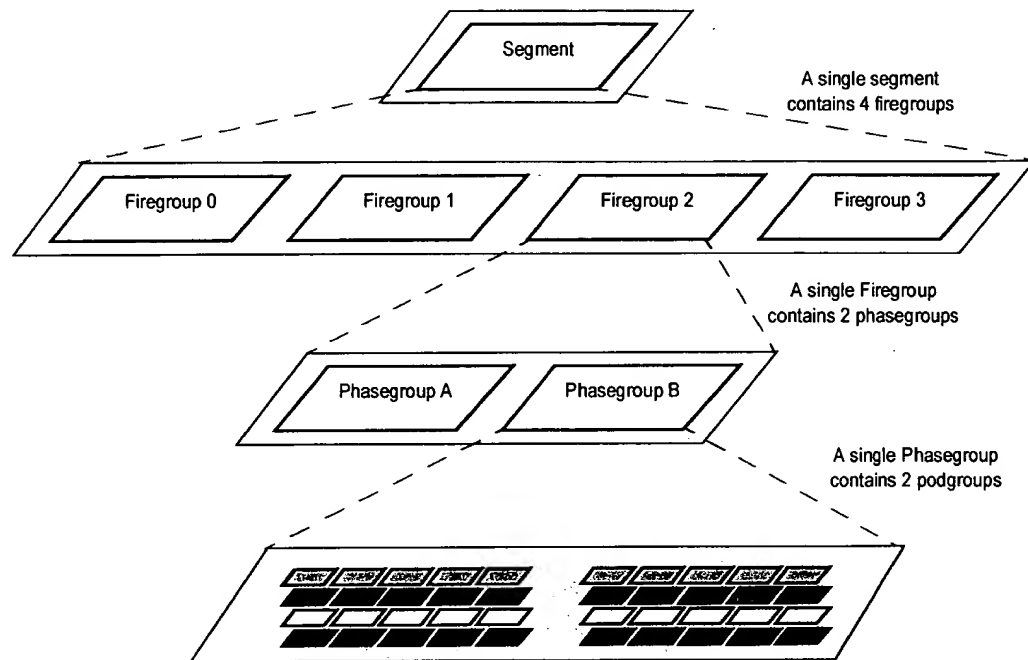 Segment
A single segment
contains 4 firegroups
Firegroup 0
Firegroup 1
Firegroup 2
Firegroup 3
A single Firegroup
contains 2 phasegroups
Phasegroup A
Phasegroup B
A single Phasegroup
contains 2 podgroups